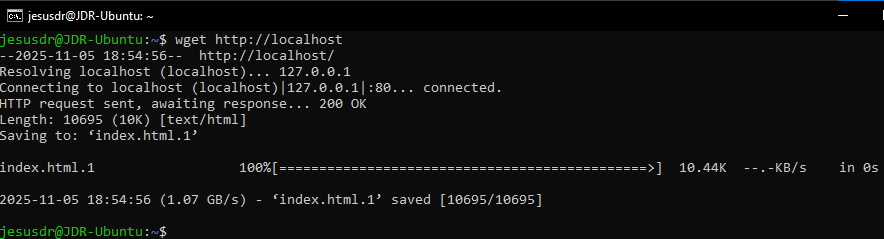 jesusdr@JDR-Ubuntu: ~
jesusdr@JDR-Ubuntu:~$ wget http://localhost
--2025-11-05 18:54:56--  http://localhost/
Resolving localhost (localhost)... 127.0.0.1
Connecting to localhost (localhost)|127.0.0.1|:80... connected.
HTTP request sent, awaiting response... 200 OK
Length: 10695 (10K) [text/html]
Saving to: ‘index.html.1’
index.html.1                  100%[==============================================>]  10.44K  --.-KB/s    in 0s
2025-11-05 18:54:56 (1.07 GB/s) - ‘index.html.1’ saved [10695/10695]
jesusdr@JDR-Ubuntu:~$